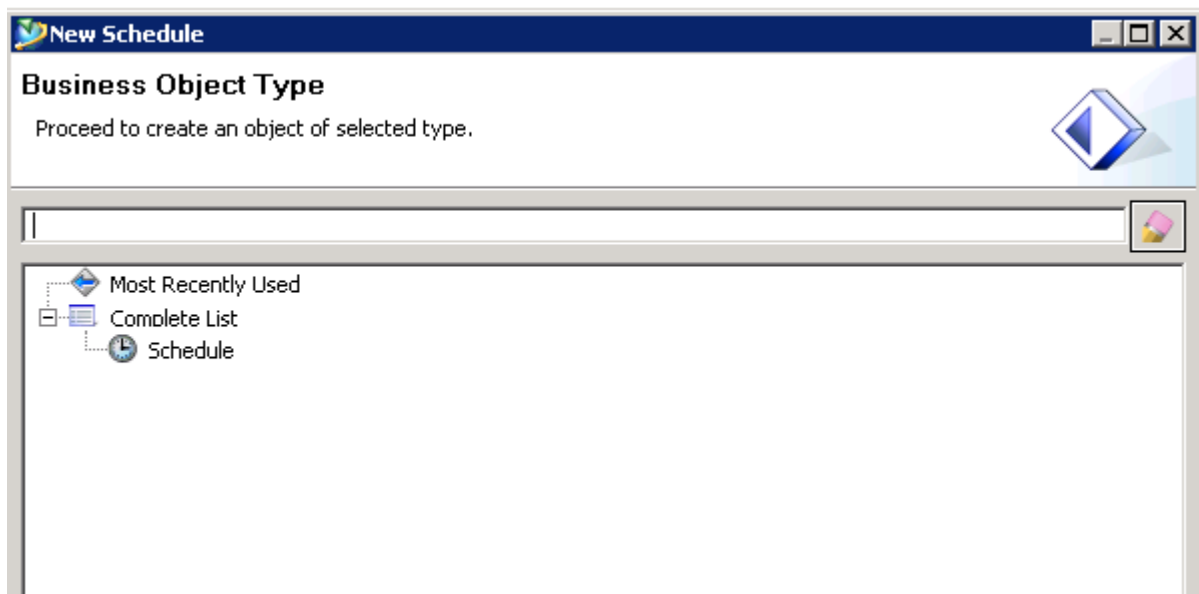 New Schedule
Business Object Type
Proceed to create an object of selected type.
Most Recently Used
Complete List
Schedule